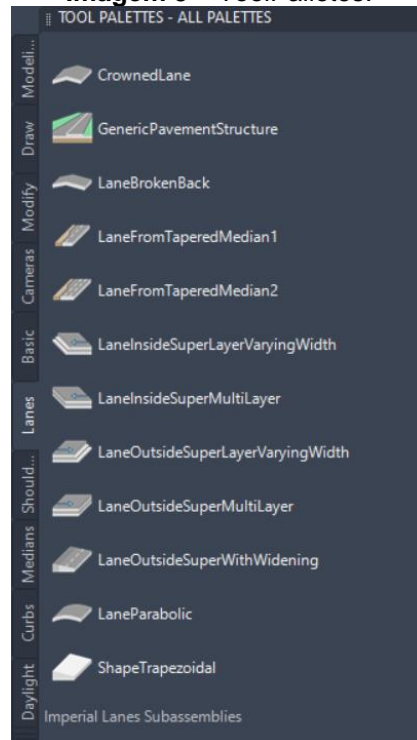 TOOL PALETTES - ALL PALETTES
Modeli...
Draw
Modify
Cameras
Basic
Lanes
Should...
Medians
Curbs
Daylight
CrownedLane
GenericPavementStructure
LaneBrokenBack
LaneFromTaperedMedian1
LaneFromTaperedMedian2
LaneInsideSuperLayerVaryingWidth
LaneInsideSuperMultiLayer
LaneOutsideSuperLayerVaryingWidth
LaneOutsideSuperMultiLayer
LaneOutsideSuperWithWidening
LaneParabolic
ShapeTrapezoidal
Imperial Lanes Subassemblies